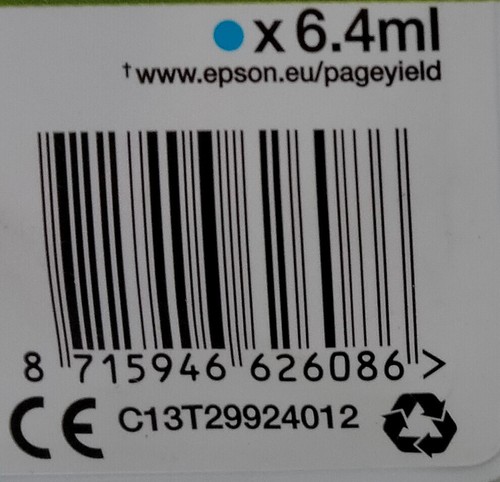 x 6.4ml
†www.epson.eu/pageyield
8 715946 626086 >
CE C13T29924012